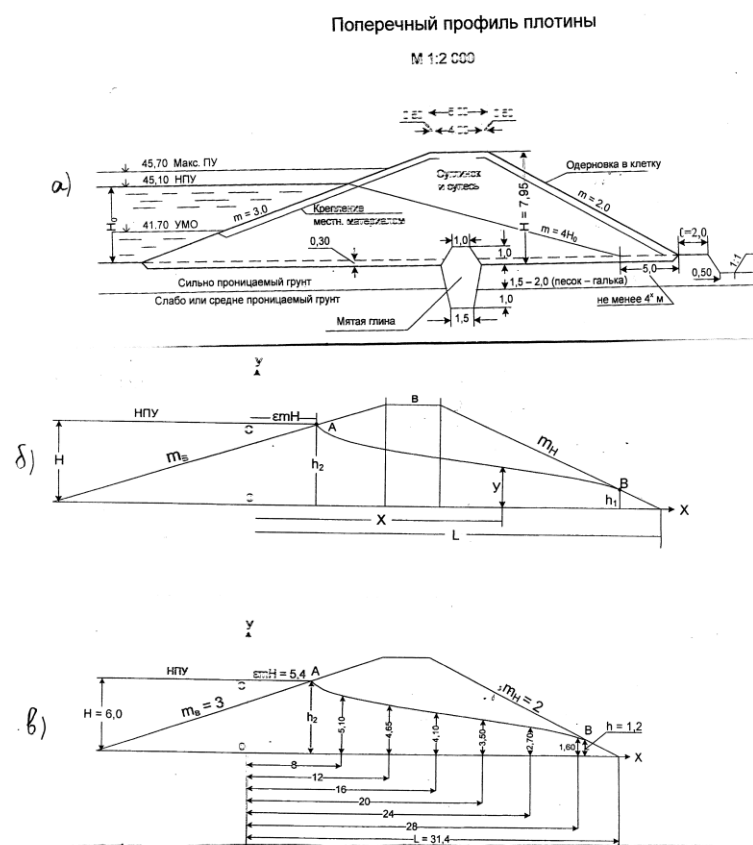 Поперечный профиль плотины
М 1:2 000
45,70 Макс. ПУ
45,10 НПУ
41,70 УМО
H₀
m = 3,0
Крепление
местн. материалом
Суглинок
и супесь
H = 7,95
m = 2,0
Одерновка в клетку
m = 4H₀
ℓ=2,0
1:1
0,30
1,0
1,0
5,0
0,50
Сильно проницаемый грунт
1,5 – 2,0 (песок – галька)
Слабо или средне проницаемый грунт
1,0
не менее 4ˣ м
Мятая глина
1,5
а)
У
НПУ
εmH
A
в
H
mв
h₂
У
mН
B
h₁
X
X
L
б)
У
НПУ
εmH = 5,4
A
mН = 2
H = 6,0
mв = 3
h₂
5,10
4,65
4,10
3,50
2,70
1,60
B
h = 1,2
X
8
12
16
20
24
28
L = 31,4
в)